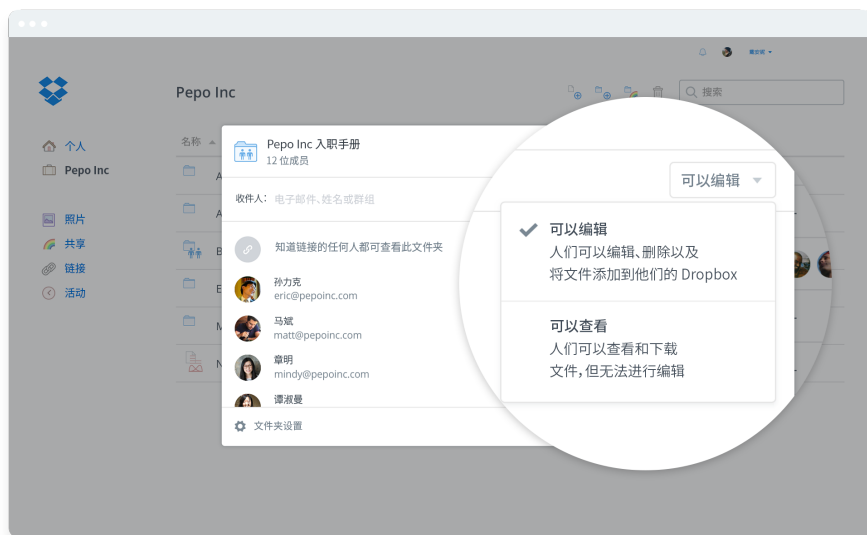 Pepo Inc
搜索
个人
Pepo Inc
照片
共享
链接
活动
名称
A
A
B
E
M
N
Pepo Inc 入职手册
12 位成员
收件人： 电子邮件、姓名或群组
知道链接的任何人都可查看此文件夹
孙力克
eric@pepoinc.com
马斌
matt@pepoinc.com
章明
mindy@pepoinc.com
谭淑曼
文件夹设置
可以编辑
可以编辑
人们可以编辑、删除以及
将文件添加到他们的 Dropbox
可以查看
人们可以查看和下载
文件，但无法进行编辑